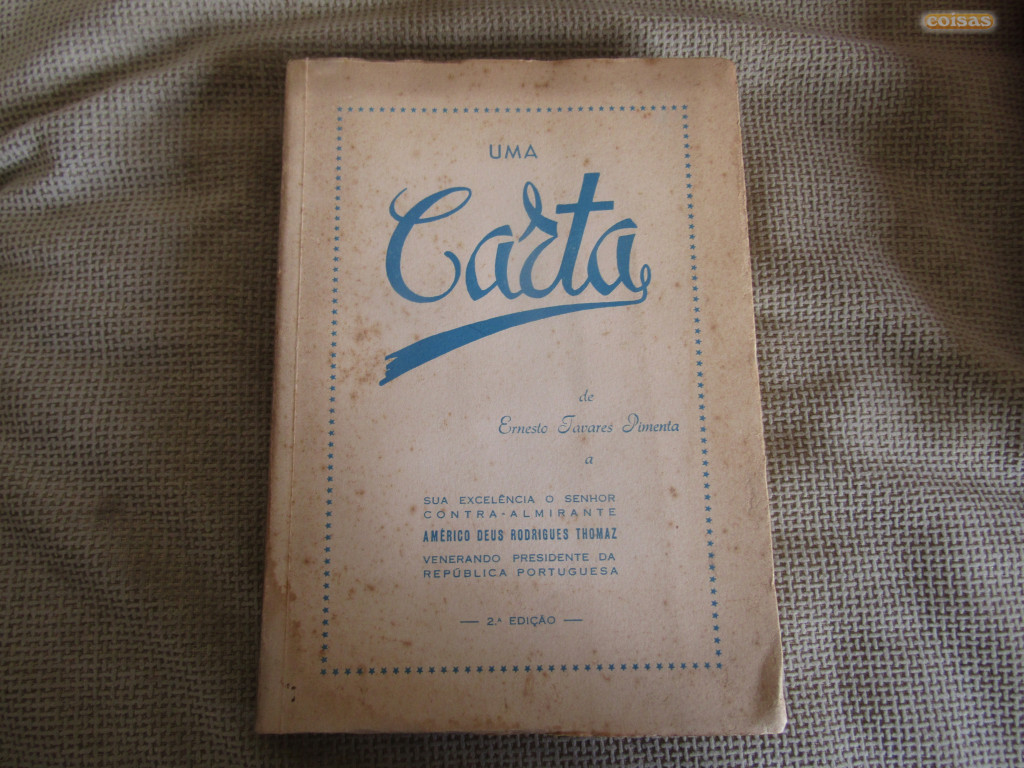 coisas
UMA
Carta
de
Ernesto Tavares Pimenta
a
SUA EXCELÊNCIA O SENHOR
CONTRA-ALMIRANTE
AMÉRICO DEUS RODRIGUES THOMAZ
VENERANDO PRESIDENTE DA
REPÚBLICA PORTUGUESA
— 2.ª EDIÇÃO —